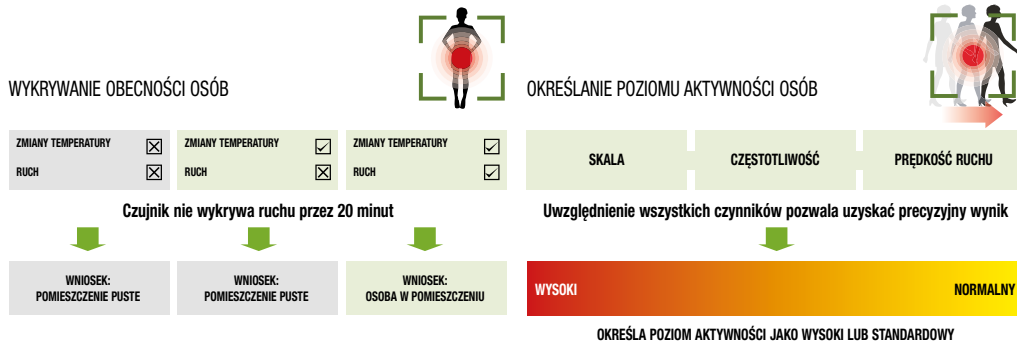 WYKRYWANIE OBECNOŚCI OSÓB
ZMIANY TEMPERATURY
RUCH
ZMIANY TEMPERATURY
RUCH
ZMIANY TEMPERATURY
RUCH
Czujnik nie wykrywa ruchu przez 20 minut
WNIOSEK:
POMIESZCZENIE PUSTE
WNIOSEK:
POMIESZCZENIE PUSTE
WNIOSEK:
OSOBA W POMIESZCZENIU
OKREŚLANIE POZIOMU AKTYWNOŚCI OSÓB
SKALA
CZĘSTOTLIWOŚĆ
PRĘDKOŚĆ RUCHU
Uwzględnienie wszystkich czynników pozwala uzyskać precyzyjny wynik
WYSOKI
NORMALNY
OKREŚLA POZIOM AKTYWNOŚCI JAKO WYSOKI LUB STANDARDOWY